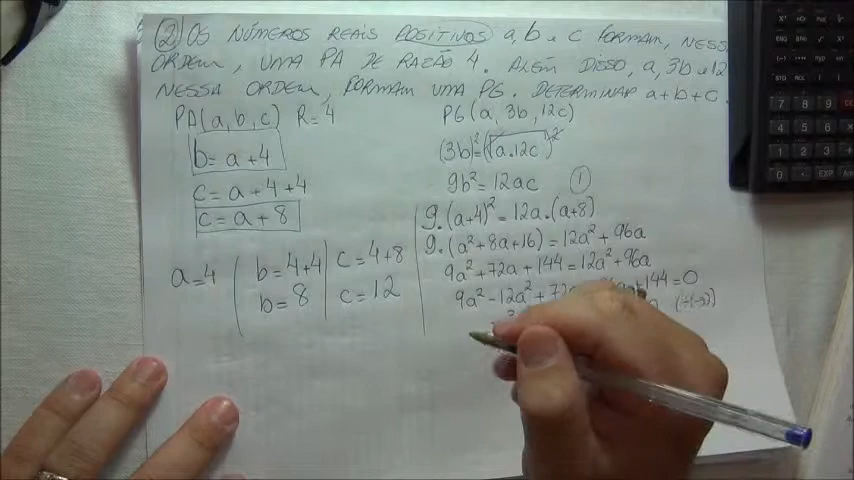 ② OS NÚMEROS REAIS POSITIVOS a, b e c FORMAM, NESSA
ORDEM, UMA PA DE RAZÃO 4. ALÉM DISSO, a, 3b e 12
NESSA ORDEM, FORMAM UMA PG. DETERMINAR a+b+c.
PA(a, b, c) R=4
b = a+4
c = a+4+4
c = a+8
a=4
b=4+4
b=8
c=4+8
c=12
PG(a, 3b, 12c)
(3b)²=(√a.12c)²
9b²=12ac ①
9.(a+4)²=12a.(a+8)
9.(a²+8a+16)=12a²+96a
9a²+72a+144=12a²+96a
9a²-12a²+72a +144=0
(÷(-3))